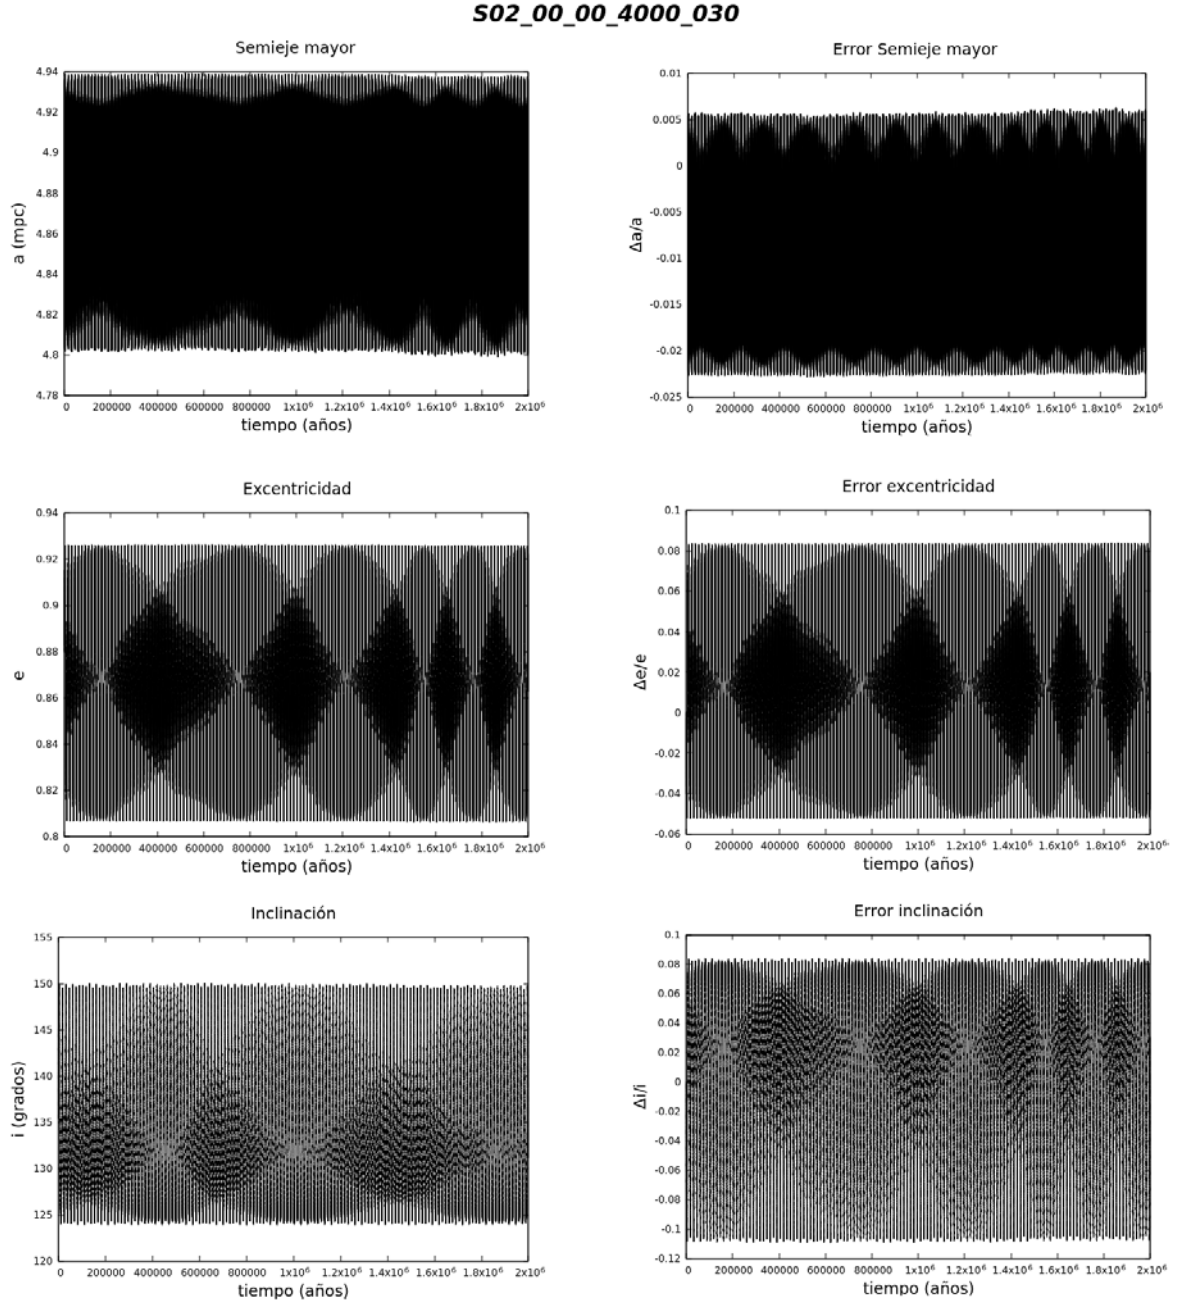 S02_00_00_4000_030
Semieje mayor
4.94
4.92
4.9
4.88
4.86
4.84
4.82
4.8
4.78
a (mpc)
0 200000 400000 600000 800000 1x10⁶ 1.2x10⁶ 1.4x10⁶ 1.6x10⁶ 1.8x10⁶ 2x10⁶
tiempo (años)
Error Semieje mayor
0.01
0.005
0
-0.005
-0.01
-0.015
-0.02
-0.025
Δa/a
0 200000 400000 600000 800000 1x10⁶ 1.2x10⁶ 1.4x10⁶ 1.6x10⁶ 1.8x10⁶ 2x10⁶
tiempo (años)
Excentricidad
0.94
0.92
0.9
0.88
0.86
0.84
0.82
0.8
e
0 200000 400000 600000 800000 1x10⁶ 1.2x10⁶ 1.4x10⁶ 1.6x10⁶ 1.8x10⁶ 2x10⁶
tiempo (años)
Error excentricidad
0.1
0.08
0.06
0.04
0.02
0
-0.02
-0.04
-0.06
Δe/e
0 200000 400000 600000 800000 1x10⁶ 1.2x10⁶ 1.4x10⁶ 1.6x10⁶ 1.8x10⁶ 2x10⁶
tiempo (años)
Inclinación
155
150
145
140
135
130
125
120
i (grados)
0 200000 400000 600000 800000 1x10⁶ 1.2x10⁶ 1.4x10⁶ 1.6x10⁶ 1.8x10⁶ 2x10⁶
tiempo (años)
Error inclinación
0.1
0.08
0.06
0.04
0.02
0
-0.02
-0.04
-0.06
-0.08
-0.1
-0.12
Δi/i
0 200000 400000 600000 800000 1x10⁶ 1.2x10⁶ 1.4x10⁶ 1.6x10⁶ 1.8x10⁶ 2x10⁶
tiempo (años)